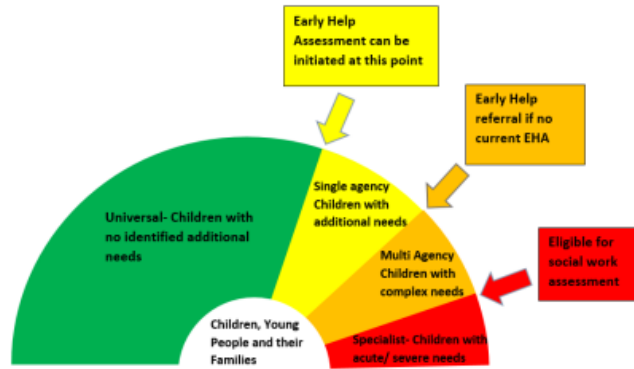 Early Help
Assessment can be
initiated at this point
Early Help
referral if no
current EHA
Single agency
Children with
additional needs
Universal- Children with
no identified additional
needs
Eligible for
social work
assessment
Multi Agency
Children with
complex needs
Children, Young
People and their
Families
Specialist- Children with
acute/ severe needs